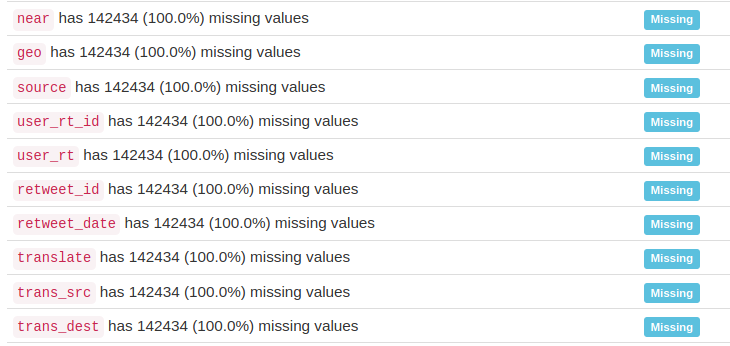 near has 142434 (100.0%) missing values Missing
geo has 142434 (100.0%) missing values Missing
source has 142434 (100.0%) missing values Missing
user_rt_id has 142434 (100.0%) missing values Missing
user_rt has 142434 (100.0%) missing values Missing
retweet_id has 142434 (100.0%) missing values Missing
retweet_date has 142434 (100.0%) missing values Missing
translate has 142434 (100.0%) missing values Missing
trans_src has 142434 (100.0%) missing values Missing
trans_dest has 142434 (100.0%) missing values Missing